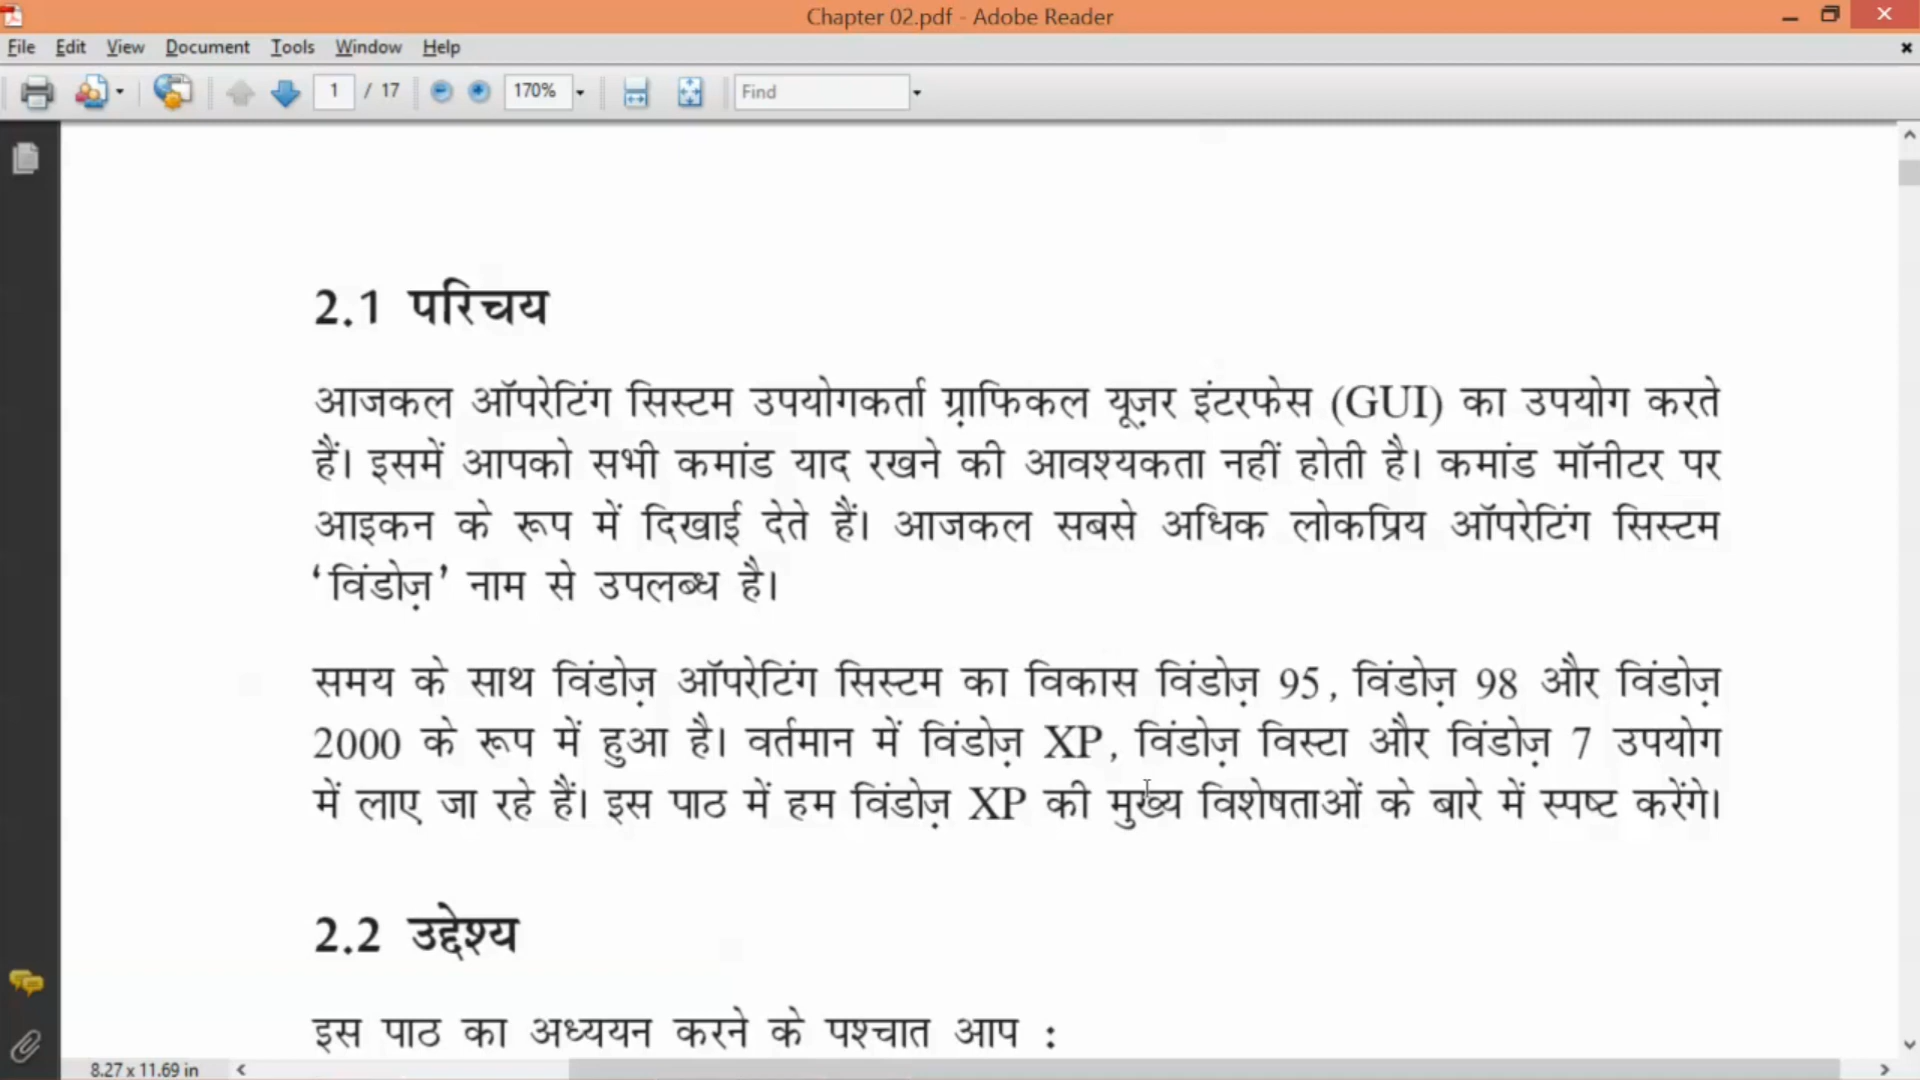 Chapter 02.pdf - Adobe Reader
File Edit View Document Tools Window Help
1 / 17 170% Find
2.1 परिचय
आजकल ऑपरेटिंग सिस्टम उपयोगकर्ता ग्र्राफिकल यूज़र इंटरफेस (GUI) का उपयोग करते
हैं। इसमें आपको सभी कमांड याद रखने की आवश्यकता नहीं होती है। कमांड मॉनीटर पर
आइकन के रूप में दिखाई देते हैं। आजकल सबसे अधिक लोकप्रिय ऑपरेटिंग सिस्टम
‘विंडोज़’ नाम से उपलब्ध है।
समय के साथ विंडोज़ ऑपरेटिंग सिस्टम का विकास विंडोज़ 95, विंडोज़ 98 और विंडोज़
2000 के रूप में हुआ है। वर्तमान में विंडोज़ XP, विंडोज़ विस्टा और विंडोज़ 7 उपयोग
में लाए जा रहे हैं। इस पाठ में हम विंडोज़ XP की मुख्य विशेषताओं के बारे में स्पष्ट करेंगे।
2.2 उद्देश्य
इस पाठ का अध्ययन करने के पश्चात आप :
8.27 x 11.69 in